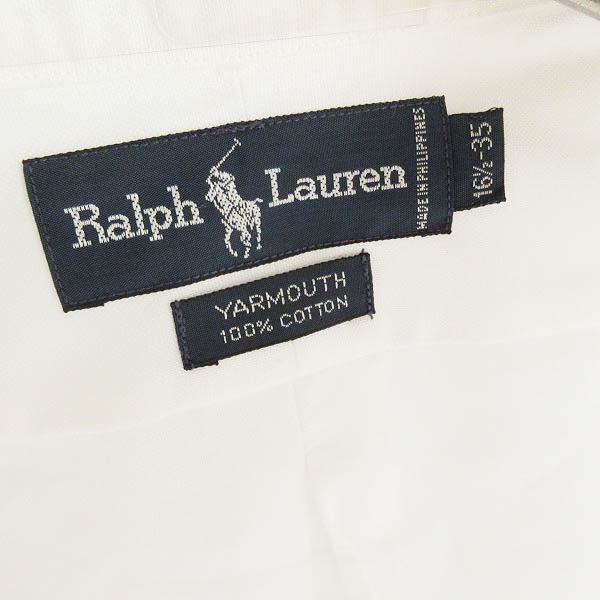 Ralph Lauren
MADE IN PHILIPPINES
16½-35
YARMOUTH
100% COTTON